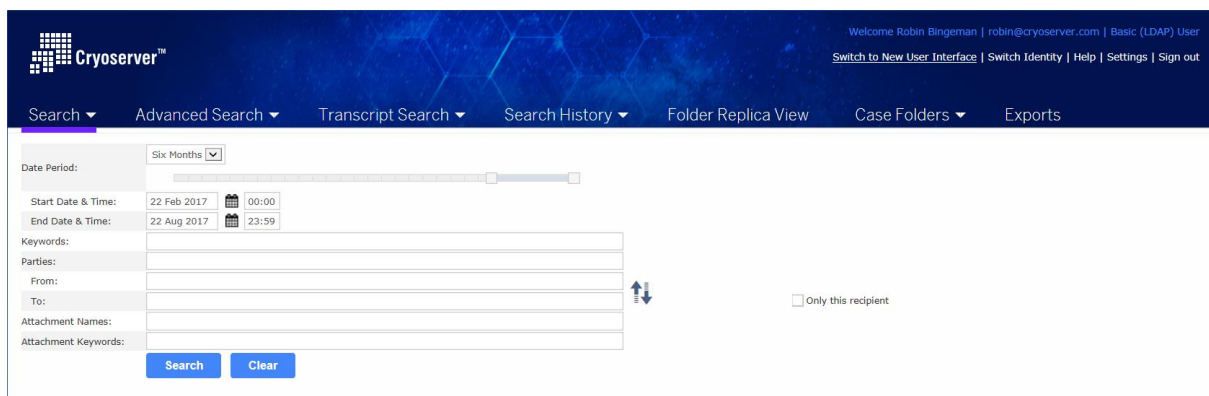 Cryoserver™
Welcome Robin Bingeman | robin@cryoserver.com | Basic (LDAP) User
Switch to New User Interface | Switch Identity | Help | Settings | Sign out
Search Advanced Search Transcript Search Search History Folder Replica View Case Folders Exports
Date Period: Six Months
Start Date & Time: 22 Feb 2017 00:00
End Date & Time: 22 Aug 2017 23:59
Keywords:
Parties:
From:
To: Only this recipient
Attachment Names:
Attachment Keywords:
Search Clear